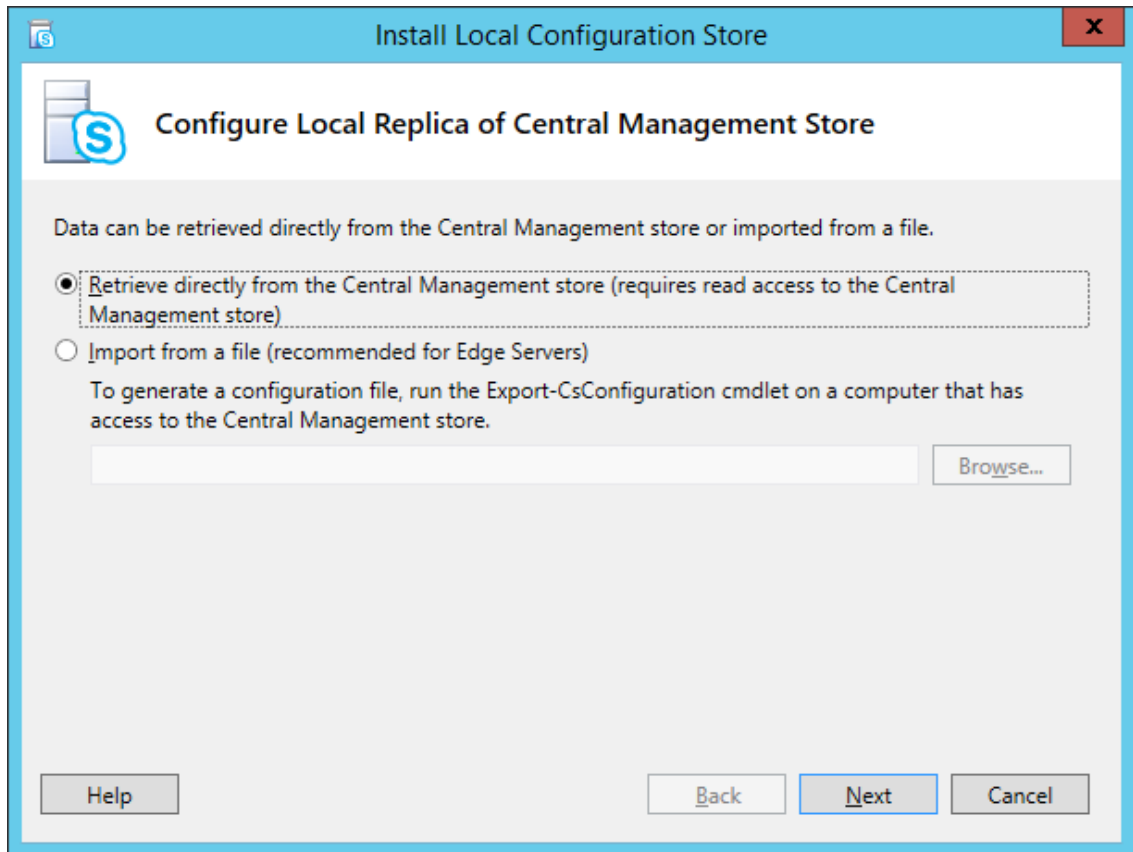 Install Local Configuration Store
x
S
Configure Local Replica of Central Management Store
Data can be retrieved directly from the Central Management store or imported from a file.
Retrieve directly from the Central Management store (requires read access to the Central
Management store)
Import from a file (recommended for Edge Servers)
To generate a configuration file, run the Export-CsConfiguration cmdlet on a computer that has
access to the Central Management store.
Browse...
Help
Back
Next
Cancel